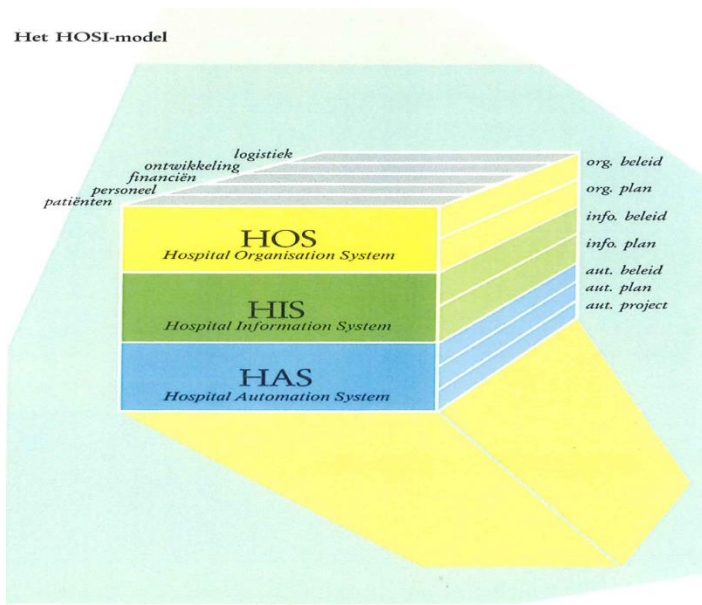 Het HOSI-model
logistiek
ontwikkeling
financiën
personeel
patiënten
org. beleid
org. plan
info. beleid
info. plan
aut. beleid
aut. plan
aut. project
HOS
Hospital Organisation System
HIS
Hospital Information System
HAS
Hospital Automation System